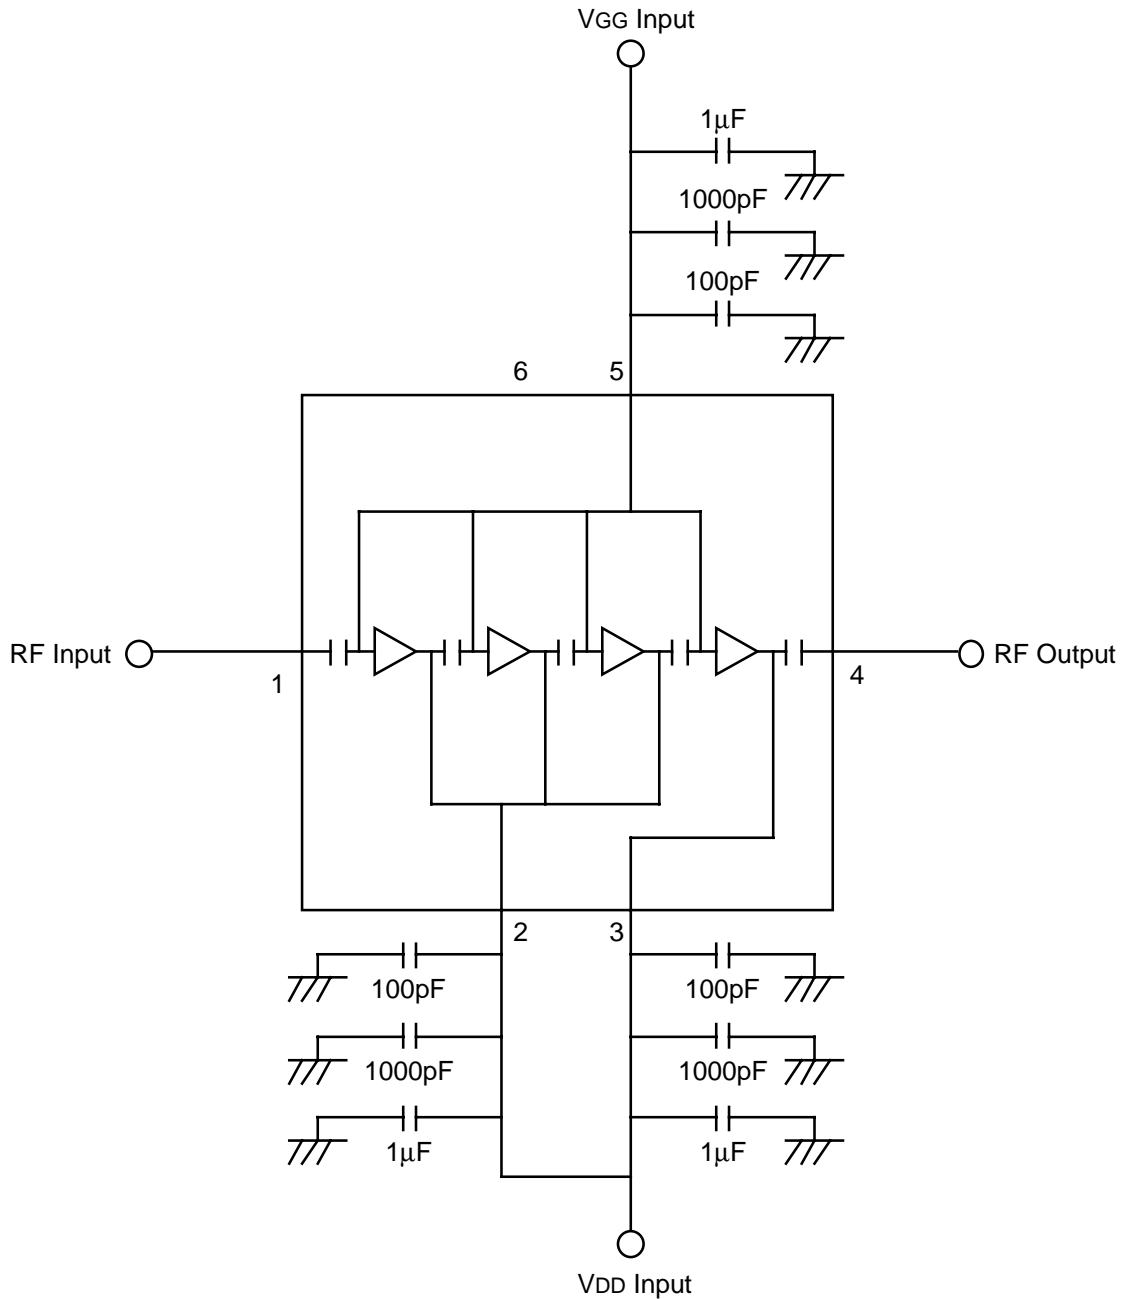 VGG Input
1μF
1000pF
100pF
6 5
RF Input
1
4
RF Output
2 3
100pF 100pF
1000pF 1000pF
1μF 1μF
VDD Input